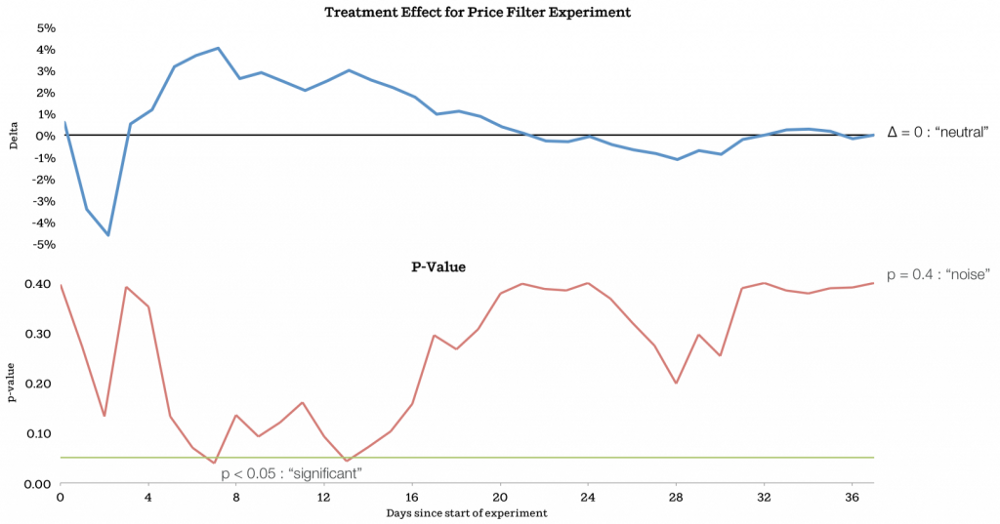 Treatment Effect for Price Filter Experiment
5%
4%
3%
2%
1%
0%
-1%
-2%
-3%
-4%
-5%
Delta
Δ = 0 : “neutral”
P-Value
p = 0.4 : “noise”
0.40
0.30
0.20
0.10
0.00
p-value
p < 0.05 : “significant”
0 4 8 12 16 20 24 28 32 36
Days since start of experiment